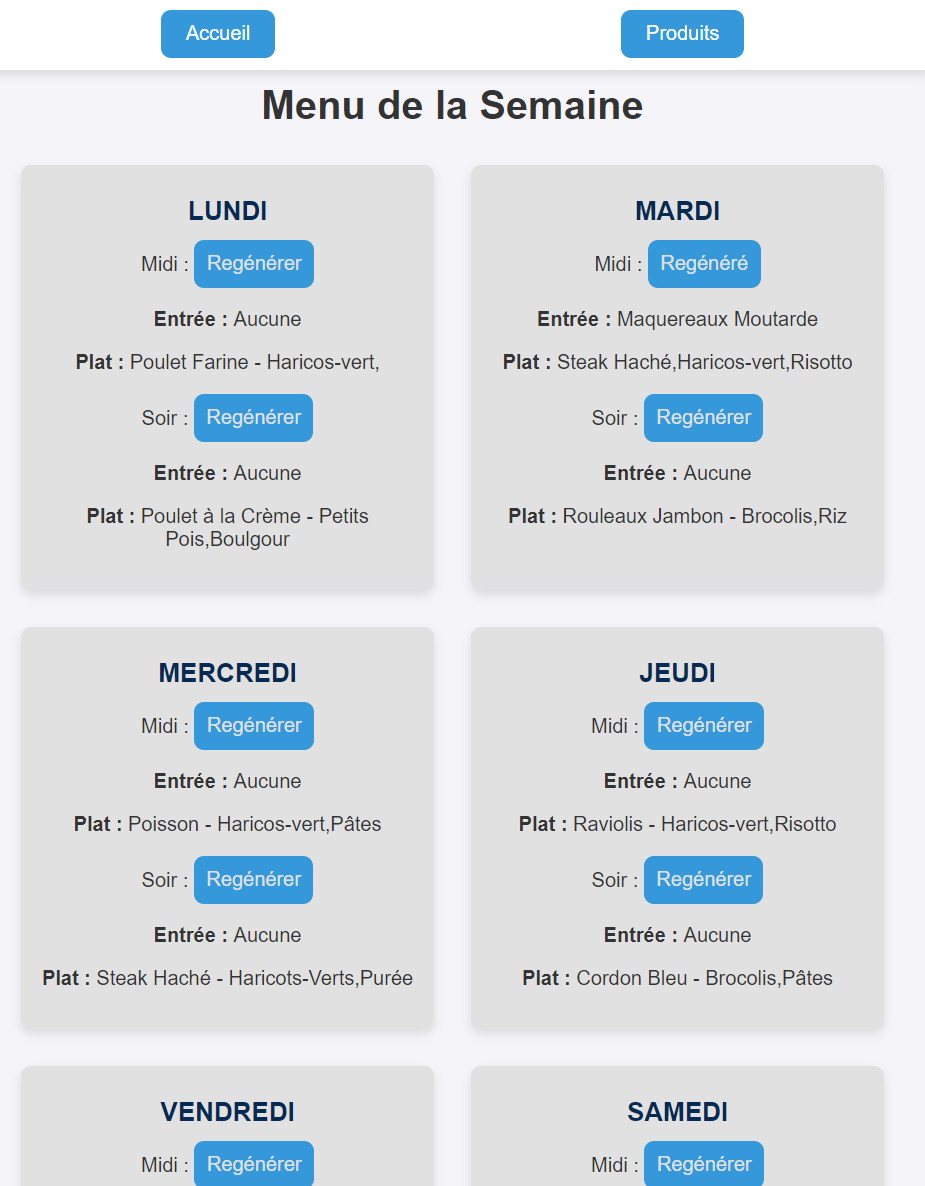 Accueil
Produits
Menu de la Semaine
LUNDI
Midi : Regénérer
Entrée : Aucune
Plat : Poulet Farine - Haricos-vert,
Soir : Regénérer
Entrée : Aucune
Plat : Poulet à la Crème - Petits
Pois,Boulgour
MARDI
Midi : Regénéré
Entrée : Maquereaux Moutarde
Plat : Steak Haché,Haricos-vert,Risotto
Soir : Regénérer
Entrée : Aucune
Plat : Rouleaux Jambon - Brocolis,Riz
MERCREDI
Midi : Regénérer
Entrée : Aucune
Plat : Poisson - Haricos-vert,Pâtes
Soir : Regénérer
Entrée : Aucune
Plat : Steak Haché - Haricots-Verts,Purée
JEUDI
Midi : Regénérer
Entrée : Aucune
Plat : Raviolis - Haricos-vert,Risotto
Soir : Regénérer
Entrée : Aucune
Plat : Cordon Bleu - Brocolis,Pâtes
VENDREDI
Midi : Regénérer
SAMEDI
Midi : Regénérer